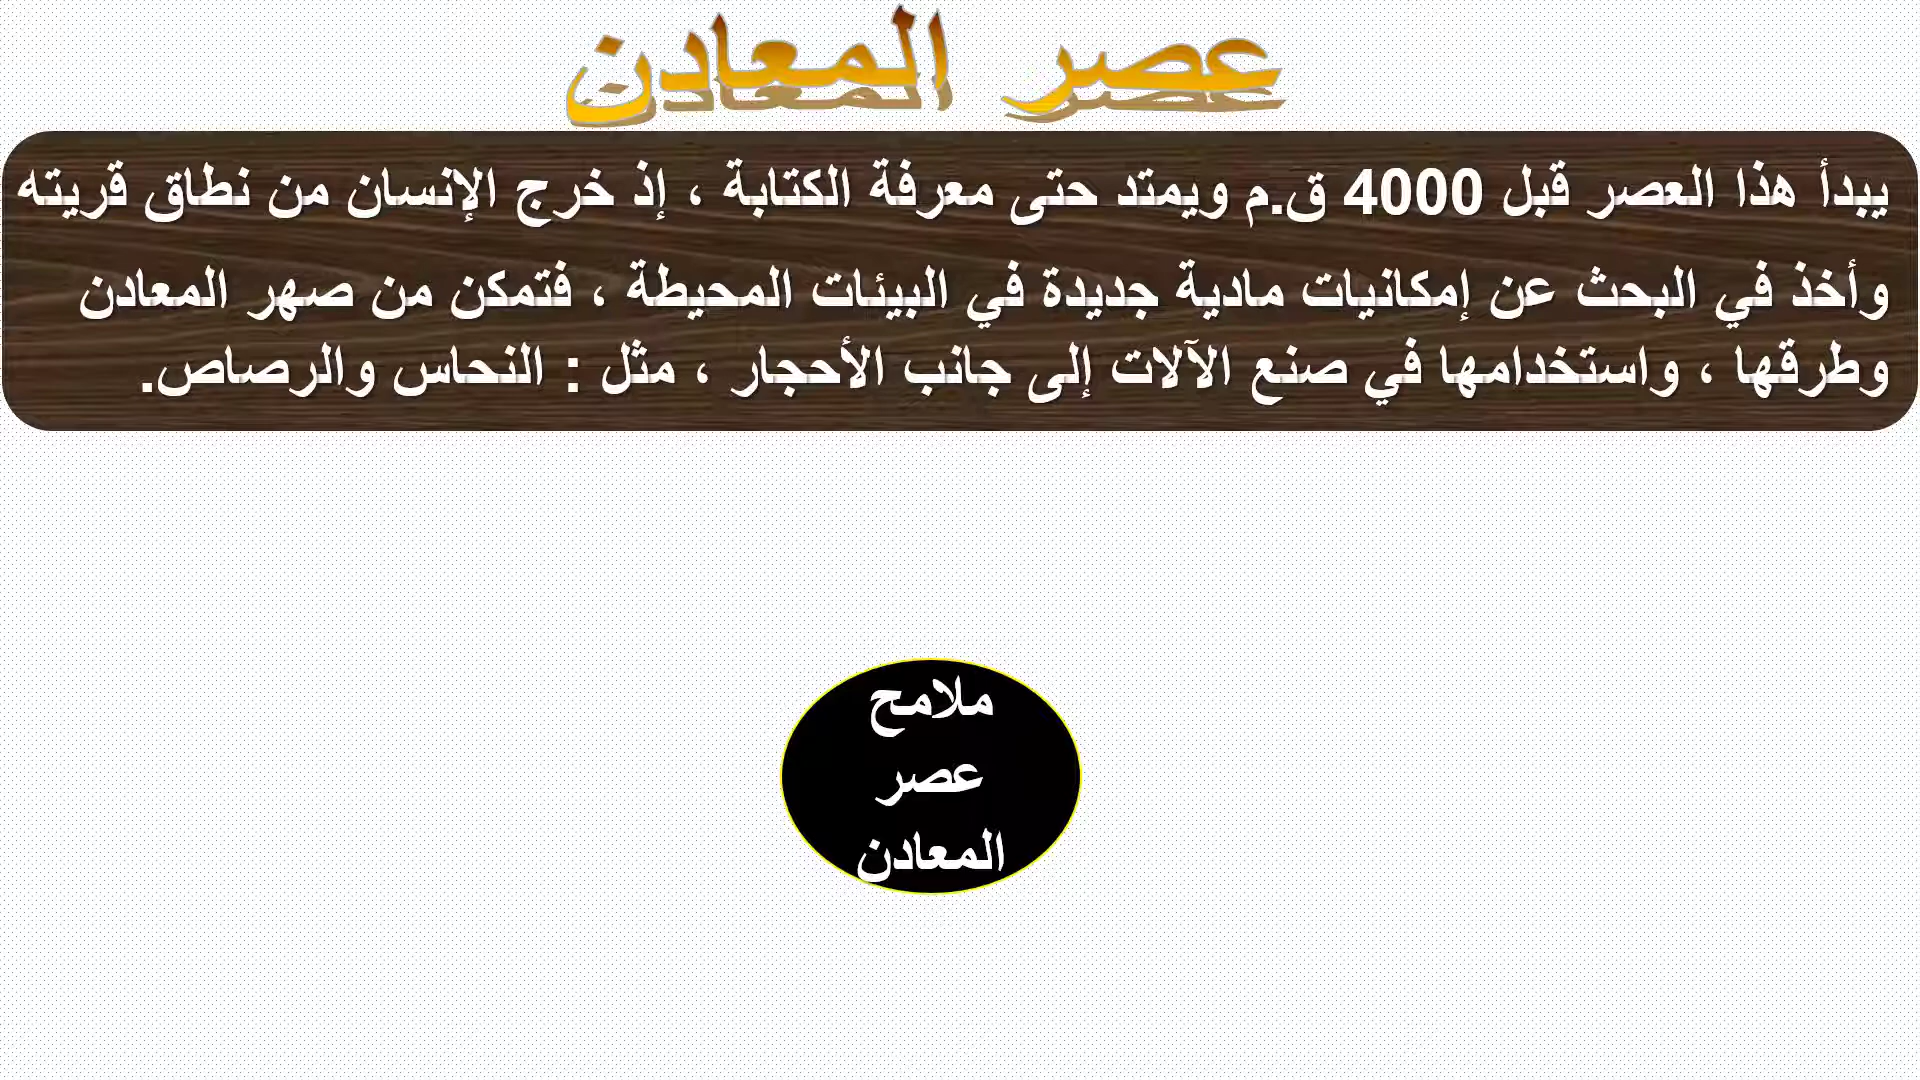 عصر المعادن
يبدأ هذا العصر قبل 4000 ق.م ويمتد حتى معرفة الكتابة ، إذ خرج الإنسان من نطاق قريته
وأخذ في البحث عن إمكانيات مادية جديدة في البيئات المحيطة ، فتمكن من صهر المعادن
وطرقها ، واستخدامها في صنع الآلات إلى جانب الأحجار ، مثل : النحاس والرصاص.
ملامح
عصر
المعادن